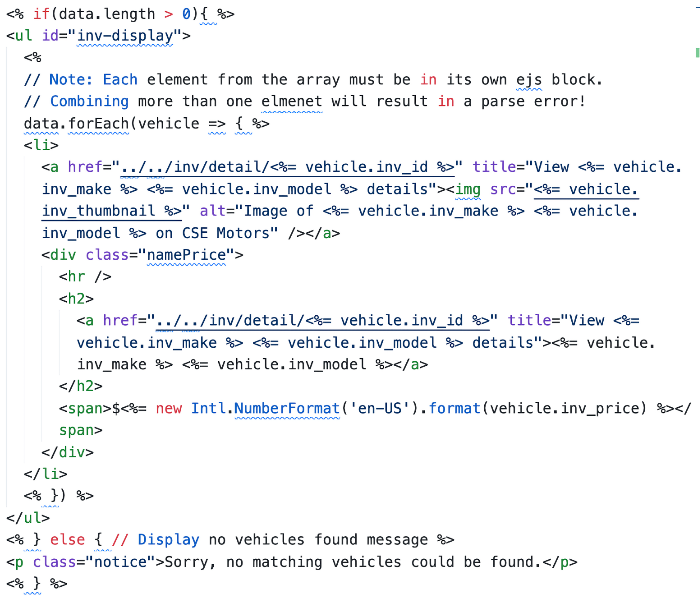 <% if(data.length > 0){ %>
<ul id="inv-display">
<%
// Note: Each element from the array must be in its own ejs block.
// Combining more than one elmenet will result in a parse error!
data.forEach(vehicle => { %>
<li>
<a href="../../inv/detail/<%= vehicle.inv_id %>" title="View <%= vehicle.
inv_make %> <%= vehicle.inv_model %> details"><img src="<%= vehicle.
inv_thumbnail %>" alt="Image of <%= vehicle.inv_make %> <%= vehicle.
inv_model %> on CSE Motors" /></a>
<div class="namePrice">
<hr />
<h2>
<a href="../../inv/detail/<%= vehicle.inv_id %>" title="View <%=
vehicle.inv_make %> <%= vehicle.inv_model %> details"><%= vehicle.
inv_make %> <%= vehicle.inv_model %></a>
</h2>
<span>$<%= new Intl.NumberFormat('en-US').format(vehicle.inv_price) %></
span>
</div>
</li>
<% }) %>
</ul>
<% } else { // Display no vehicles found message %>
<p class="notice">Sorry, no matching vehicles could be found.</p>
<% } %>